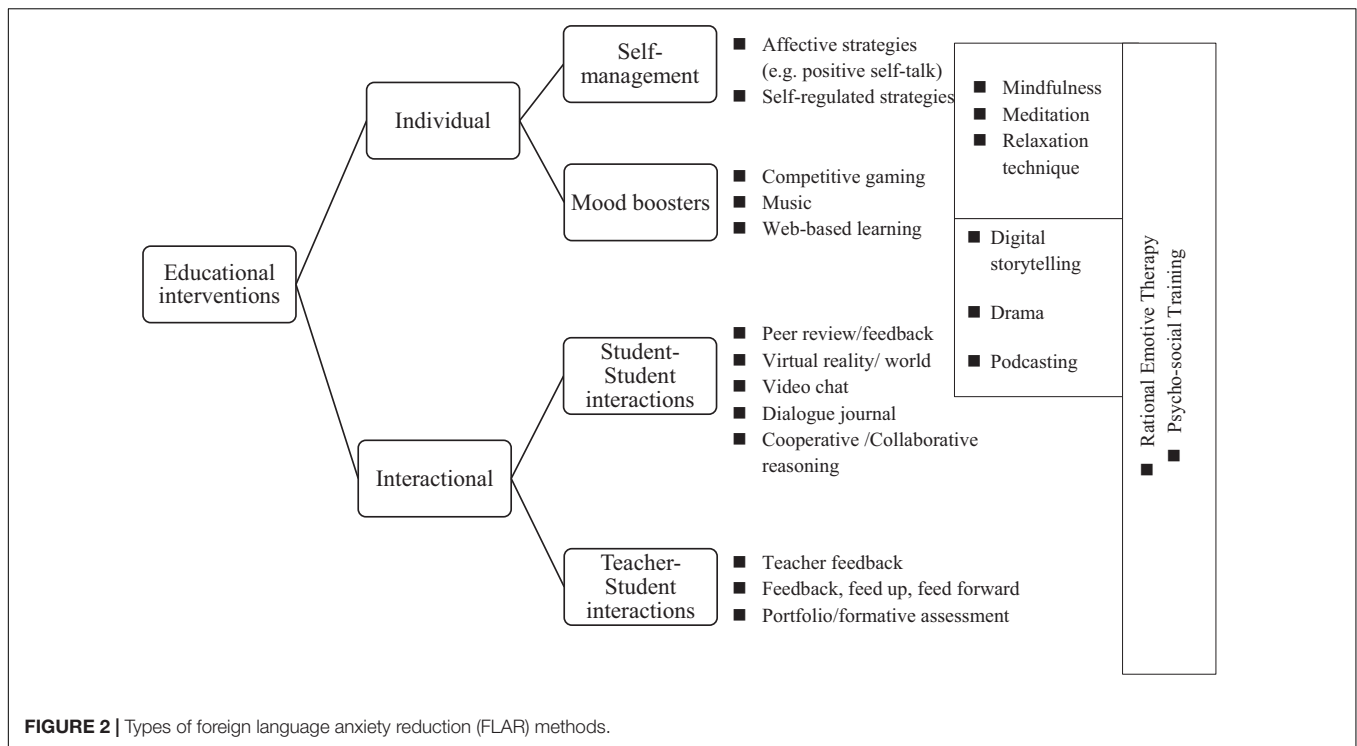 Educational
interventions
Individual
Interactional
Self-
management
■ Affective strategies
(e.g. positive self-talk)
■ Self-regulated strategies
Mood boosters
■ Competitive gaming
■ Music
■ Web-based learning
Student-
Student
interactions
■ Peer review/feedback
■ Virtual reality/ world
■ Video chat
■ Dialogue journal
■ Cooperative /Collaborative
reasoning
Teacher-
Student
interactions
■ Teacher feedback
■ Feedback, feed up, feed forward
■ Portfolio/formative assessment
■ Mindfulness
■ Meditation
■ Relaxation
technique
■ Digital
storytelling
■ Drama
■ Podcasting
■ Rational Emotive Therapy
■ Psycho-social Training
FIGURE 2 | Types of foreign language anxiety reduction (FLAR) methods.